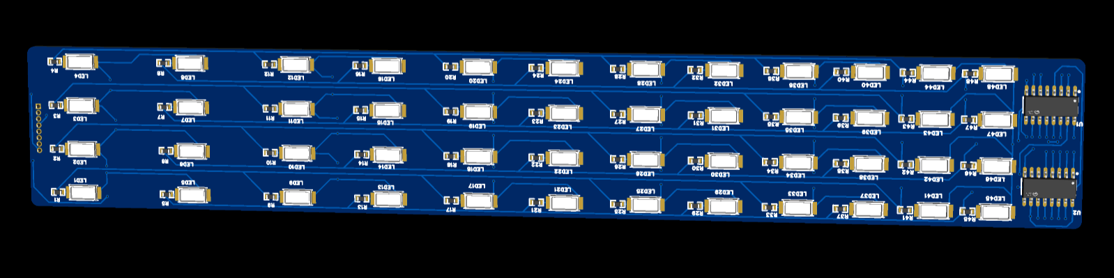 R4 LED4 R8 LED8 R12 LED12 R16 LED16 R20 LED20 R24 LED24 R28 LED28 R32 LED32 R36 LED36 R40 LED40 R44 LED44 R48 LED48
R3 LED3 R7 LED7 R11 LED11 R15 LED15 R19 LED19 R23 LED23 R27 LED27 R31 LED31 R35 LED35 R39 LED39 R43 LED43 R47 LED47 U1
R2 LED2 R6 LED6 R10 LED10 R14 LED14 R18 LED18 R22 LED22 R26 LED26 R30 LED30 R34 LED34 R38 LED38 R42 LED42 R46 LED46
R1 LED1 R5 LED5 R9 LED9 R13 LED13 R17 LED17 R21 LED21 R25 LED25 R29 LED29 R33 LED33 R37 LED37 R41 LED41 R45 LED45 U2